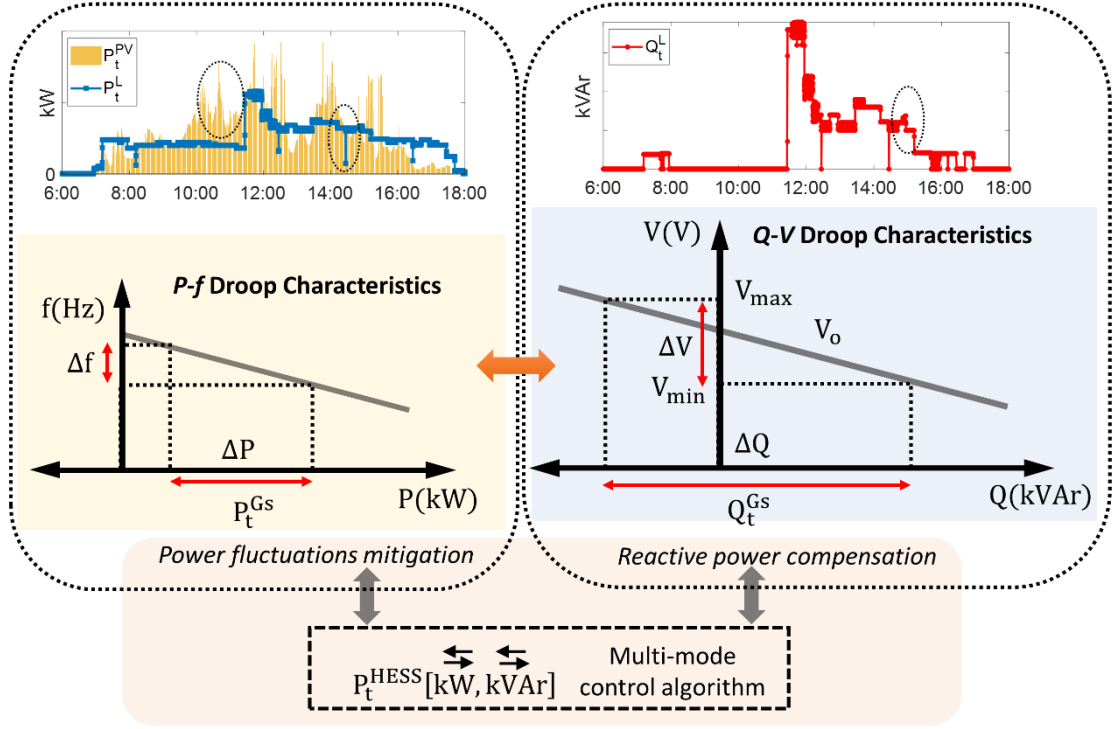 P_t^PV
P_t^L
kW
0
6:00 8:00 10:00 12:00 14:00 16:00 18:00
Q_t^L
kVAr
6:00 8:00 10:00 12:00 14:00 16:00 18:00
P-f Droop Characteristics
f(Hz)
Δf
ΔP
P(kW)
P_t^Gs
V(V)
Q-V Droop Characteristics
V_max
V_o
ΔV
V_min
ΔQ
Q(kVAr)
Q_t^Gs
Power fluctuations mitigation
Reactive power compensation
P_t^HESS[kW, kVAr]
Multi-mode
control algorithm